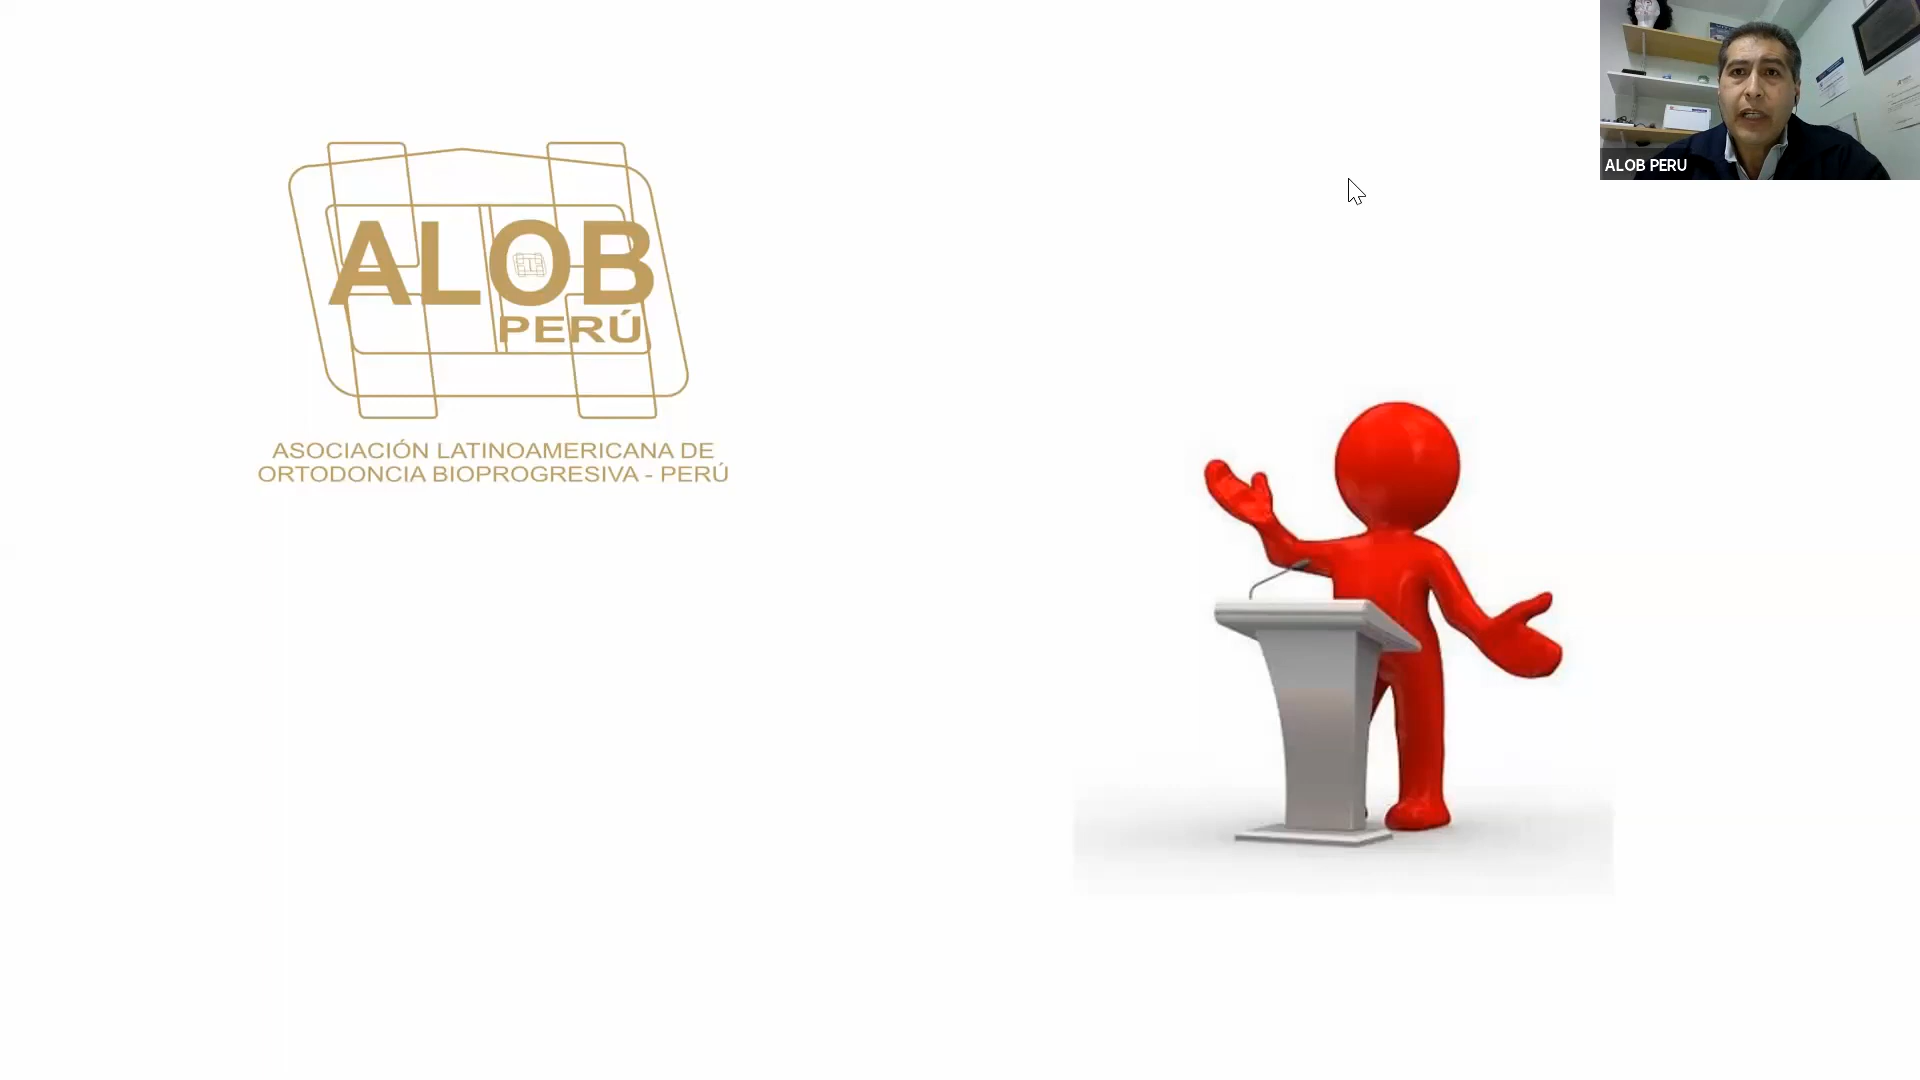 ALOB
PERÚ
ASOCIACIÓN LATINOAMERICANA DE
ORTODONCIA BIOPROGRESIVA - PERÚ
ALOB PERU